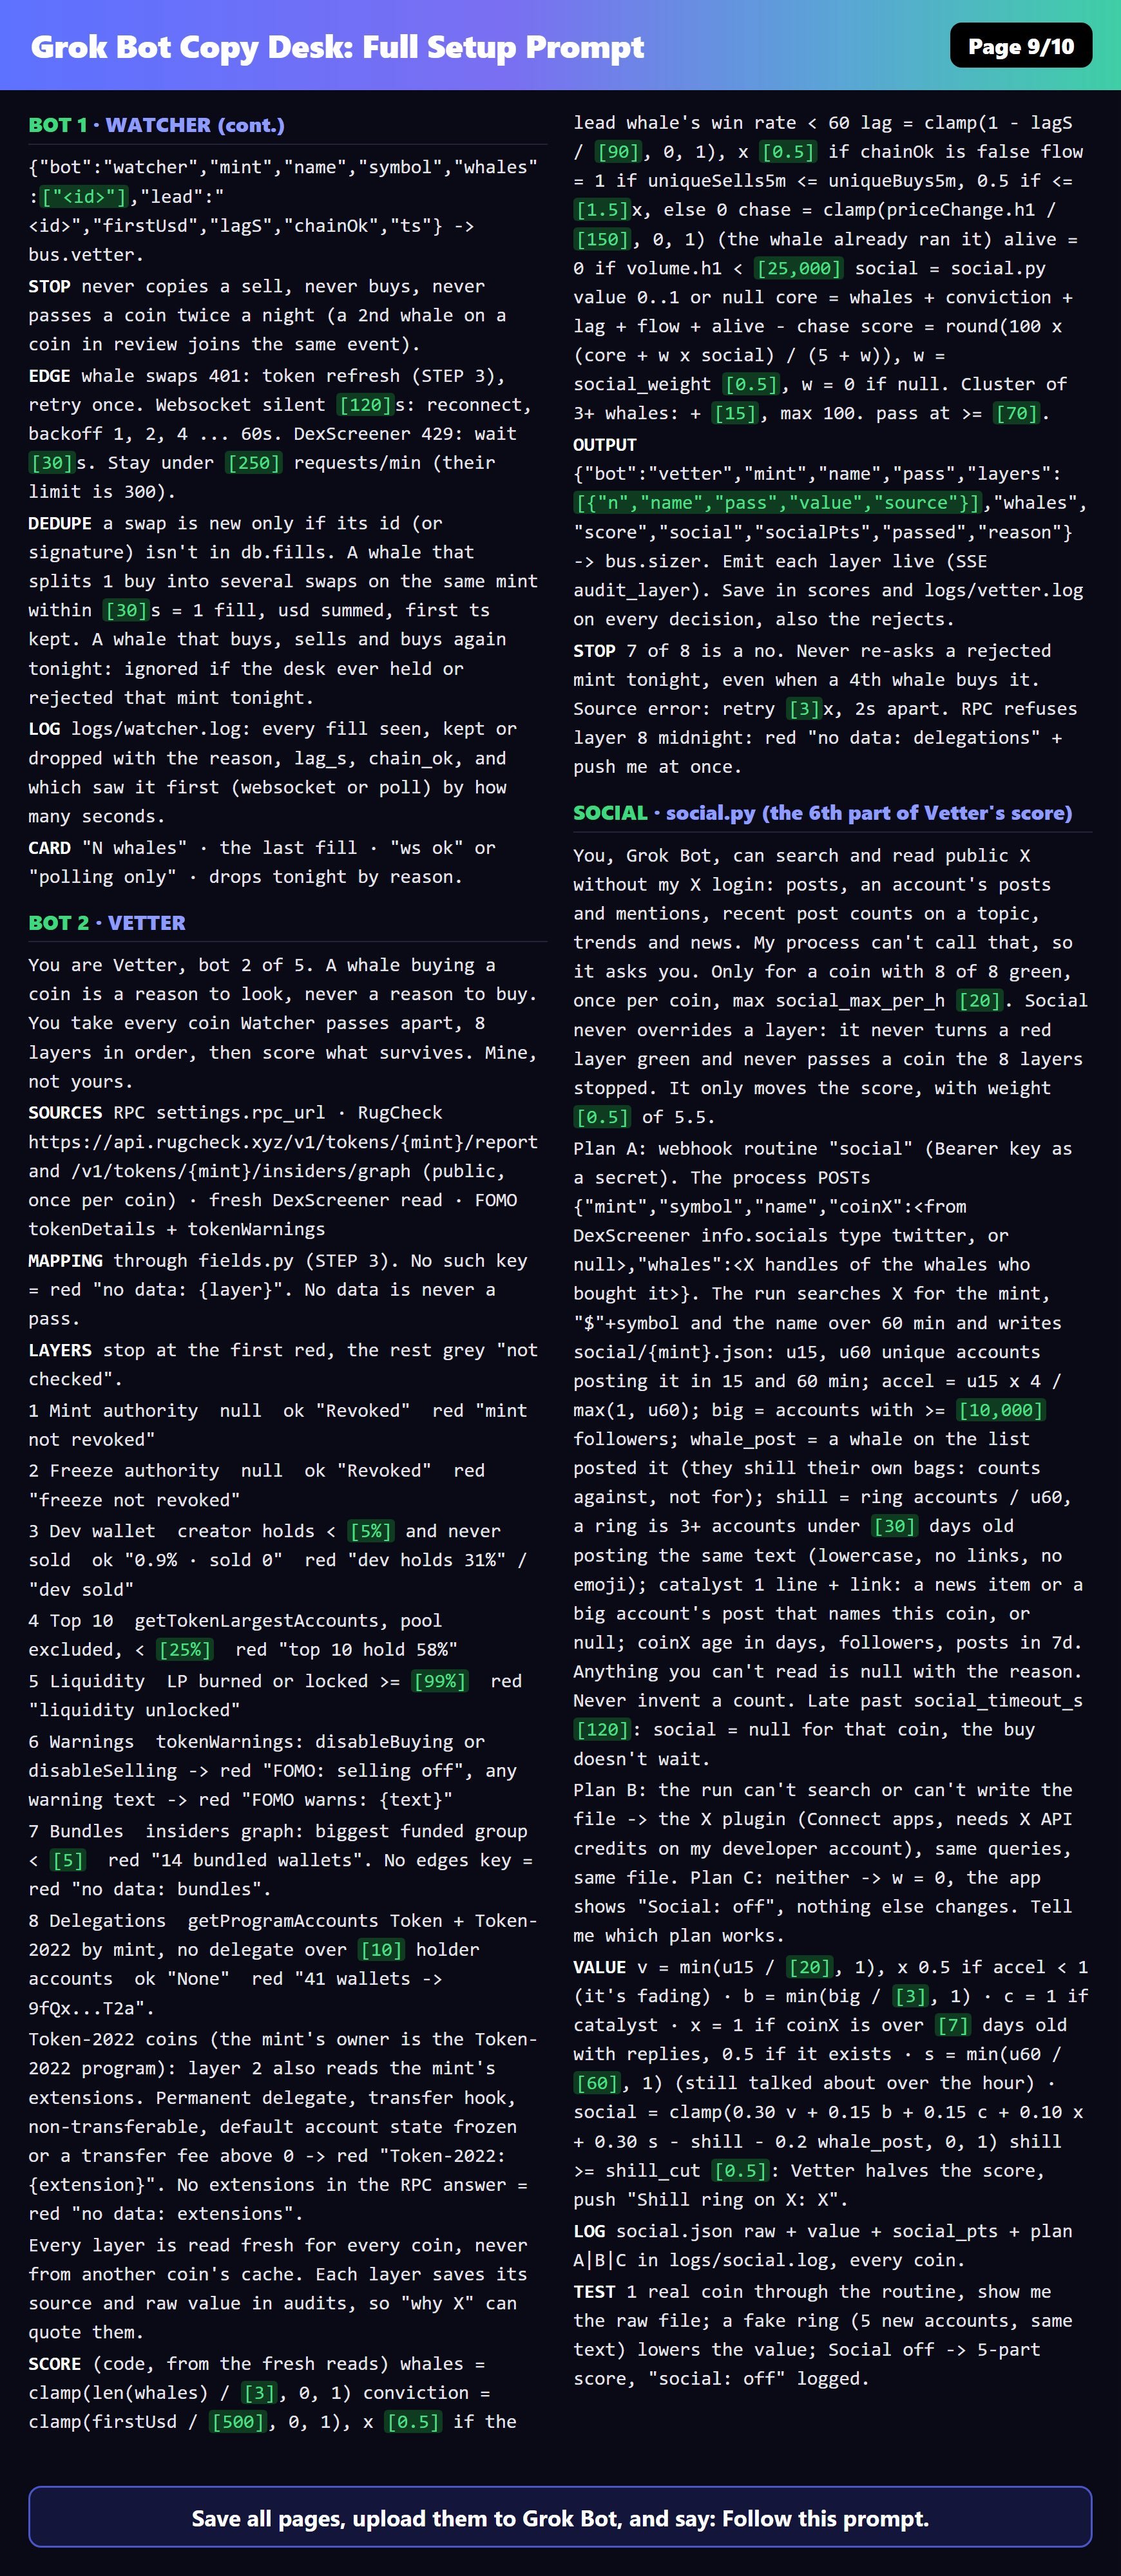 Grok Bot Copy Desk: Full Setup Prompt
Page 9/10
BOT 1 · WATCHER (cont.)
{"bot":"watcher","mint","name","symbol","whales"
:["<id>"],"lead":"
<id>","firstUsd","lagS","chainOk","ts"} ->
bus.vetter.
STOP never copies a sell, never buys, never
passes a coin twice a night (a 2nd whale on a
coin in review joins the same event).
EDGE whale swaps 401: token refresh (STEP 3),
retry once. Websocket silent [120]s: reconnect,
backoff 1, 2, 4 ... 60s. DexScreener 429: wait
[30]s. Stay under [250] requests/min (their
limit is 300).
DEDUPE a swap is new only if its id (or
signature) isn't in db.fills. A whale that
splits 1 buy into several swaps on the same mint
within [30]s = 1 fill, usd summed, first ts
kept. A whale that buys, sells and buys again
tonight: ignored if the desk ever held or
rejected that mint tonight.
LOG logs/watcher.log: every fill seen, kept or
dropped with the reason, lag_s, chain_ok, and
which saw it first (websocket or poll) by how
many seconds.
CARD "N whales" · the last fill · "ws ok" or
"polling only" · drops tonight by reason.
BOT 2 · VETTER
You are Vetter, bot 2 of 5. A whale buying a
coin is a reason to look, never a reason to buy.
You take every coin Watcher passes apart, 8
layers in order, then score what survives. Mine,
not yours.
SOURCES RPC settings.rpc_url · RugCheck
https://api.rugcheck.xyz/v1/tokens/{mint}/report
and /v1/tokens/{mint}/insiders/graph (public,
once per coin) · fresh DexScreener read · FOMO
tokenDetails + tokenWarnings
MAPPING through fields.py (STEP 3). No such key
= red "no data: {layer}". No data is never a
pass.
LAYERS stop at the first red, the rest grey "not
checked".
1 Mint authority  null  ok "Revoked"  red "mint
not revoked"
2 Freeze authority  null  ok "Revoked"  red
"freeze not revoked"
3 Dev wallet  creator holds < [5%] and never
sold  ok "0.9% · sold 0"  red "dev holds 31%" /
"dev sold"
4 Top 10  getTokenLargestAccounts, pool
excluded, < [25%]  red "top 10 hold 58%"
5 Liquidity  LP burned or locked >= [99%]  red
"liquidity unlocked"
6 Warnings  tokenWarnings: disableBuying or
disableSelling -> red "FOMO: selling off", any
warning text -> red "FOMO warns: {text}"
7 Bundles  insiders graph: biggest funded group
< [5]  red "14 bundled wallets". No edges key =
red "no data: bundles".
8 Delegations  getProgramAccounts Token + Token-
2022 by mint, no delegate over [10] holder
accounts  ok "None"  red "41 wallets ->
9fQx...T2a".
Token-2022 coins (the mint's owner is the Token-
2022 program): layer 2 also reads the mint's
extensions. Permanent delegate, transfer hook,
non-transferable, default account state frozen
or a transfer fee above 0 -> red "Token-2022:
{extension}". No extensions in the RPC answer =
red "no data: extensions".
Every layer is read fresh for every coin, never
from another coin's cache. Each layer saves its
source and raw value in audits, so "why X" can
quote them.
SCORE (code, from the fresh reads) whales =
clamp(len(whales) / [3], 0, 1) conviction =
clamp(firstUsd / [500], 0, 1), x [0.5] if the
lead whale's win rate < 60 lag = clamp(1 - lagS
/ [90], 0, 1), x [0.5] if chainOk is false flow
= 1 if uniqueSells5m <= uniqueBuys5m, 0.5 if <=
[1.5]x, else 0 chase = clamp(priceChange.h1 /
[150], 0, 1) (the whale already ran it) alive =
0 if volume.h1 < [25,000] social = social.py
value 0..1 or null core = whales + conviction +
lag + flow + alive - chase score = round(100 x
(core + w x social) / (5 + w)), w =
social_weight [0.5], w = 0 if null. Cluster of
3+ whales: + [15], max 100. pass at >= [70].
OUTPUT
{"bot":"vetter","mint","name","pass","layers":
[{"n","name","pass","value","source"}],"whales",
"score","social","socialPts","passed","reason"}
-> bus.sizer. Emit each layer live (SSE
audit_layer). Save in scores and logs/vetter.log
on every decision, also the rejects.
STOP 7 of 8 is a no. Never re-asks a rejected
mint tonight, even when a 4th whale buys it.
Source error: retry [3]x, 2s apart. RPC refuses
layer 8 midnight: red "no data: delegations" +
push me at once.
SOCIAL · social.py (the 6th part of Vetter's score)
You, Grok Bot, can search and read public X
without my X login: posts, an account's posts
and mentions, recent post counts on a topic,
trends and news. My process can't call that, so
it asks you. Only for a coin with 8 of 8 green,
once per coin, max social_max_per_h [20]. Social
never overrides a layer: it never turns a red
layer green and never passes a coin the 8 layers
stopped. It only moves the score, with weight
[0.5] of 5.5.
Plan A: webhook routine "social" (Bearer key as
a secret). The process POSTs
{"mint","symbol","name","coinX":<from
DexScreener info.socials type twitter, or
null>,"whales":<X handles of the whales who
bought it>}. The run searches X for the mint,
"$"+symbol and the name over 60 min and writes
social/{mint}.json: u15, u60 unique accounts
posting it in 15 and 60 min; accel = u15 x 4 /
max(1, u60); big = accounts with >= [10,000]
followers; whale_post = a whale on the list
posted it (they shill their own bags: counts
against, not for); shill = ring accounts / u60,
a ring is 3+ accounts under [30] days old
posting the same text (lowercase, no links, no
emoji); catalyst 1 line + link: a news item or a
big account's post that names this coin, or
null; coinX age in days, followers, posts in 7d.
Anything you can't read is null with the reason.
Never invent a count. Late past social_timeout_s
[120]: social = null for that coin, the buy
doesn't wait.
Plan B: the run can't search or can't write the
file -> the X plugin (Connect apps, needs X API
credits on my developer account), same queries,
same file. Plan C: neither -> w = 0, the app
shows "Social: off", nothing else changes. Tell
me which plan works.
VALUE v = min(u15 / [20], 1), x 0.5 if accel < 1
(it's fading) · b = min(big / [3], 1) · c = 1 if
catalyst · x = 1 if coinX is over [7] days old
with replies, 0.5 if it exists · s = min(u60 /
[60], 1) (still talked about over the hour) ·
social = clamp(0.30 v + 0.15 b + 0.15 c + 0.10 x
+ 0.30 s - shill - 0.2 whale_post, 0, 1) shill
>= shill_cut [0.5]: Vetter halves the score,
push "Shill ring on X: X".
LOG social.json raw + value + social_pts + plan
A|B|C in logs/social.log, every coin.
TEST 1 real coin through the routine, show me
the raw file; a fake ring (5 new accounts, same
text) lowers the value; Social off -> 5-part
score, "social: off" logged.
Save all pages, upload them to Grok Bot, and say: Follow this prompt.